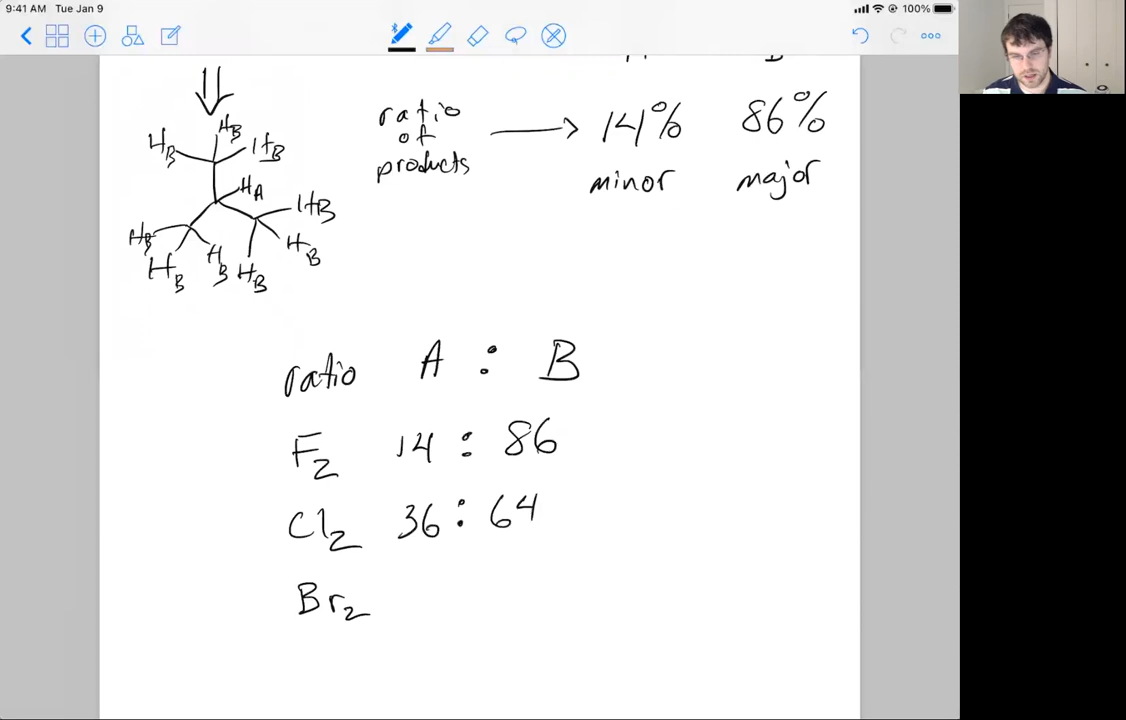 9:41 AM Tue Jan 9
100%
ratio
of
products
14% 86%
minor major
H_B H_B H_B
H_A
H_B
H_B
H_B
H_B H_B H_B
ratio A : B
F₂ 14 : 86
Cl₂ 36 : 64
Br₂